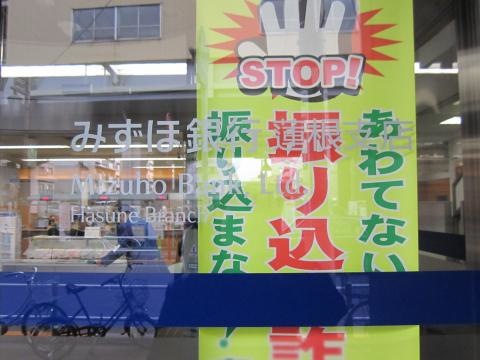 STOP!
みずほ銀行 蓮根支店
Mizuho Bank, Ltd.
Hasune Branch
あわてない
振り込
詐
振り込まな
!